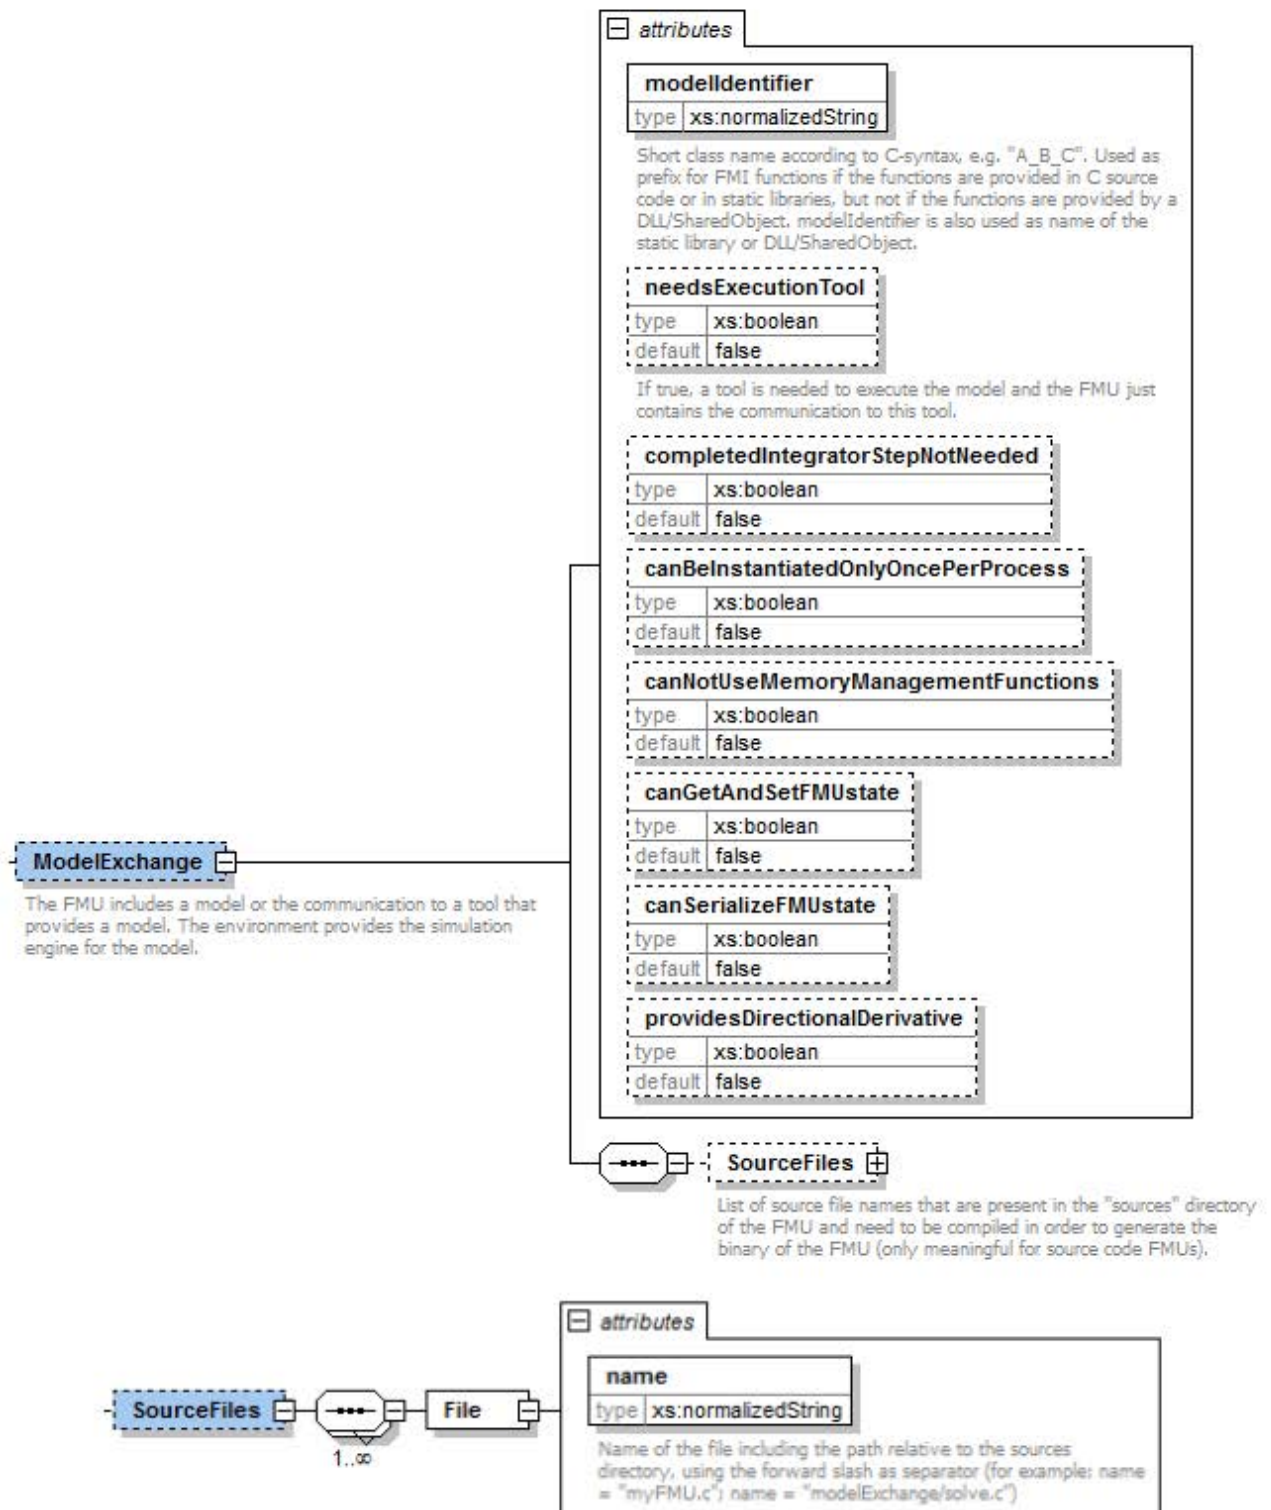 attributes
modelIdentifier
type xs:normalizedString
Short class name according to C-syntax, e.g. "A_B_C". Used as
prefix for FMI functions if the functions are provided in C source
code or in static libraries, but not if the functions are provided by a
DLL/SharedObject. modelIdentifier is also used as name of the
static library or DLL/SharedObject.
needsExecutionTool
type xs:boolean
default false
If true, a tool is needed to execute the model and the FMU just
contains the communication to this tool.
completedIntegratorStepNotNeeded
type xs:boolean
default false
canBeInstantiatedOnlyOncePerProcess
type xs:boolean
default false
canNotUseMemoryManagementFunctions
type xs:boolean
default false
canGetAndSetFMUstate
type xs:boolean
default false
ModelExchange
The FMU includes a model or the communication to a tool that
provides a model. The environment provides the simulation
engine for the model.
canSerializeFMUstate
type xs:boolean
default false
providesDirectionalDerivative
type xs:boolean
default false
SourceFiles
List of source file names that are present in the "sources" directory
of the FMU and need to be compiled in order to generate the
binary of the FMU (only meaningful for source code FMUs).
attributes
name
type xs:normalizedString
SourceFiles
File
1..∞
Name of the file including the path relative to the sources
directory, using the forward slash as separator (for example: name
= "myFMU.c"; name = "modelExchange/solve.c")